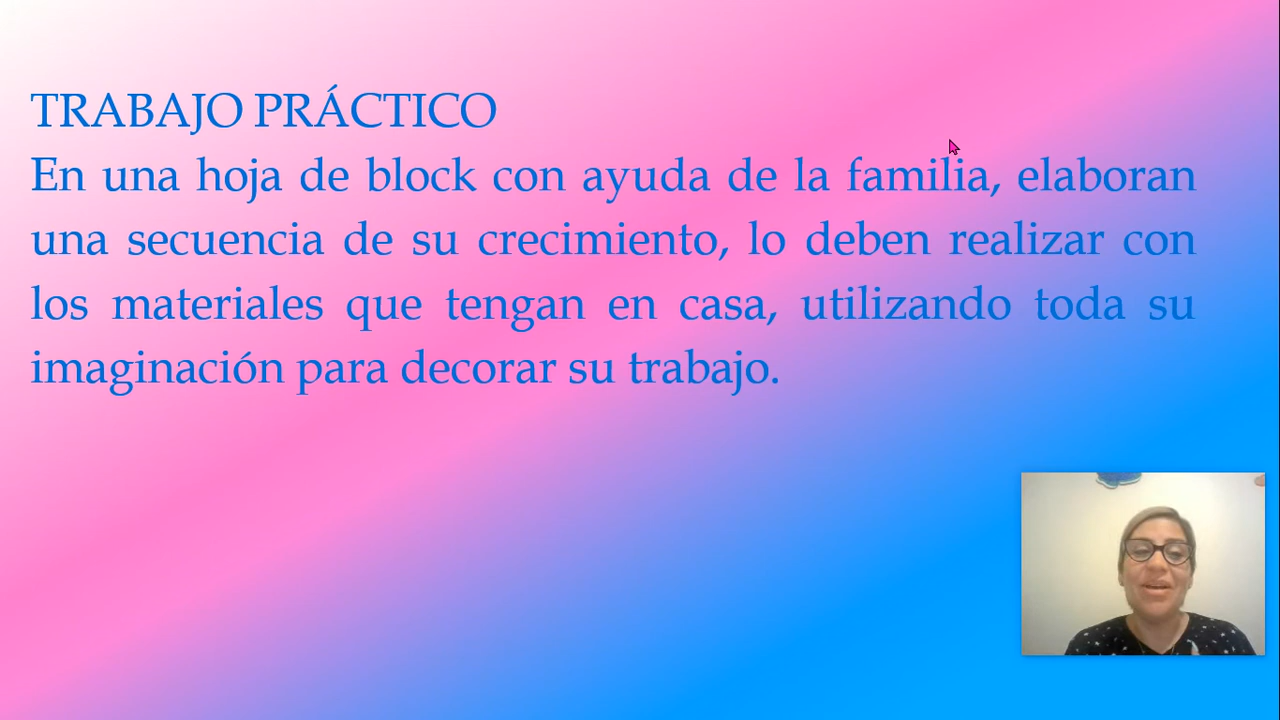 TRABAJO PRÁCTICO
En una hoja de block con ayuda de la familia, elaboran
una secuencia de su crecimiento, lo deben realizar con
los materiales que tengan en casa, utilizando toda su
imaginación para decorar su trabajo.